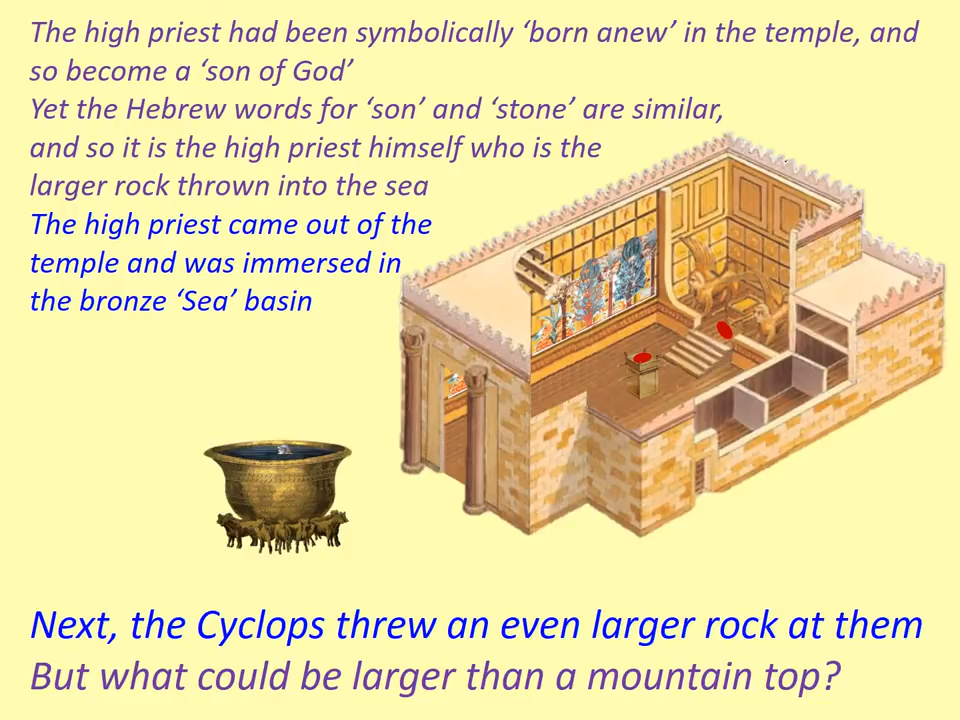 The high priest had been symbolically ‘born anew’ in the temple, and
so become a ‘son of God’
Yet the Hebrew words for ‘son’ and ‘stone’ are similar,
and so it is the high priest himself who is the
larger rock thrown into the sea
The high priest came out of the
temple and was immersed in
the bronze ‘Sea’ basin
Next, the Cyclops threw an even larger rock at them
But what could be larger than a mountain top?